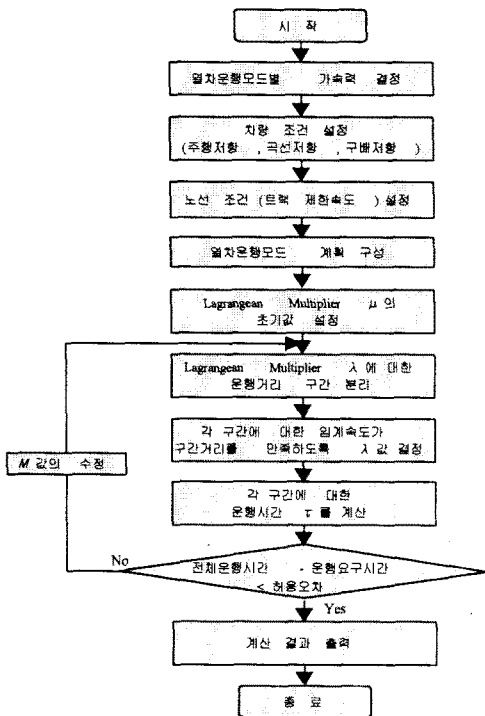 시 작
열차운행모드별 가속력 결정
차량 조건 설정
(주행저항 , 곡선저항 , 구배저항 )
노선 조건 (트랙 제한속도 ) 설정
열차운행모드 계획 구성
Lagrangean Multiplier μ 의
초기값 설정
Lagrangean Multiplier λ 에 대한
운행거리 구간 분리
각 구간에 대한 임계속도가
구간거리를 만족하도록 λ 값 결정
M 값의 수정
각 구간에 대한
운행시간 τ 를 계산
No
전체운행시간 - 운행요구시간
< 허용오차
Yes
계산 결과 출력
종 료